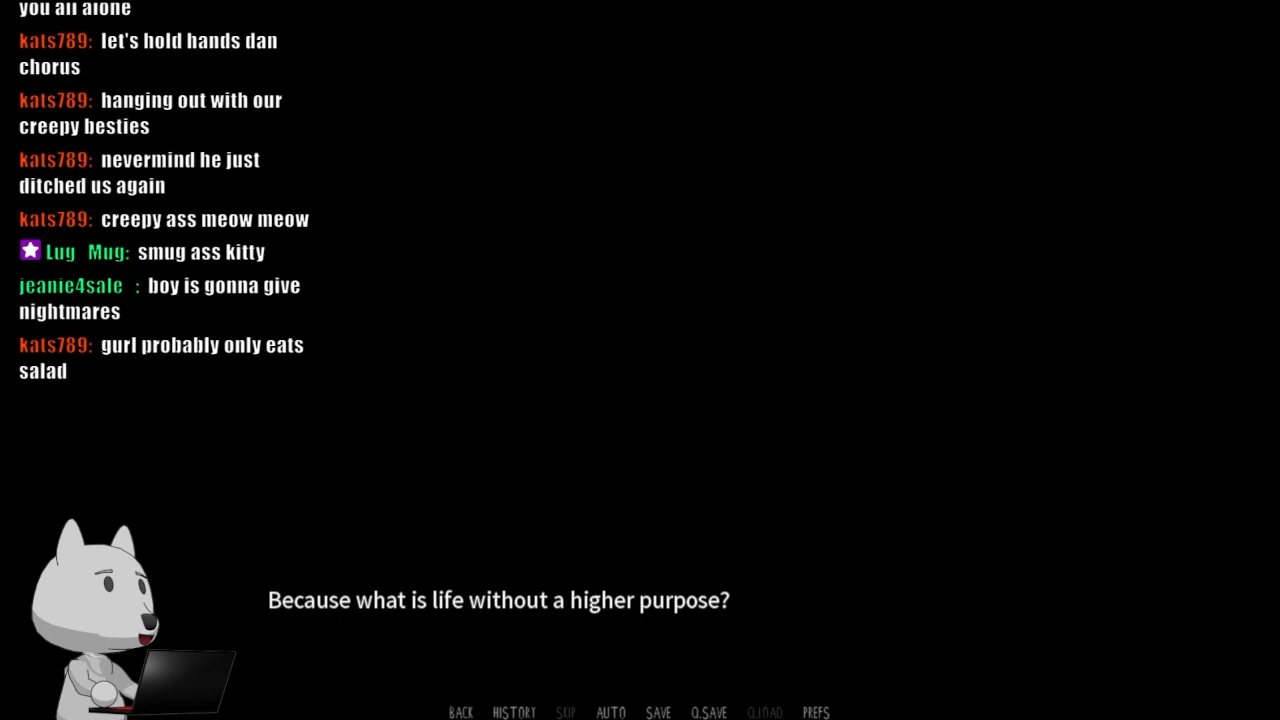 you all alone
kats789: let's hold hands dan
chorus
kats789: hanging out with our
creepy besties
kats789: nevermind he just
ditched us again
kats789: creepy ass meow meow
Lug Mug: smug ass kitty
jeanie4sale : boy is gonna give
nightmares
kats789: gurl probably only eats
salad
Because what is life without a higher purpose?
BACK HISTORY SKIP AUTO SAVE Q.SAVE Q.LOAD PREFS